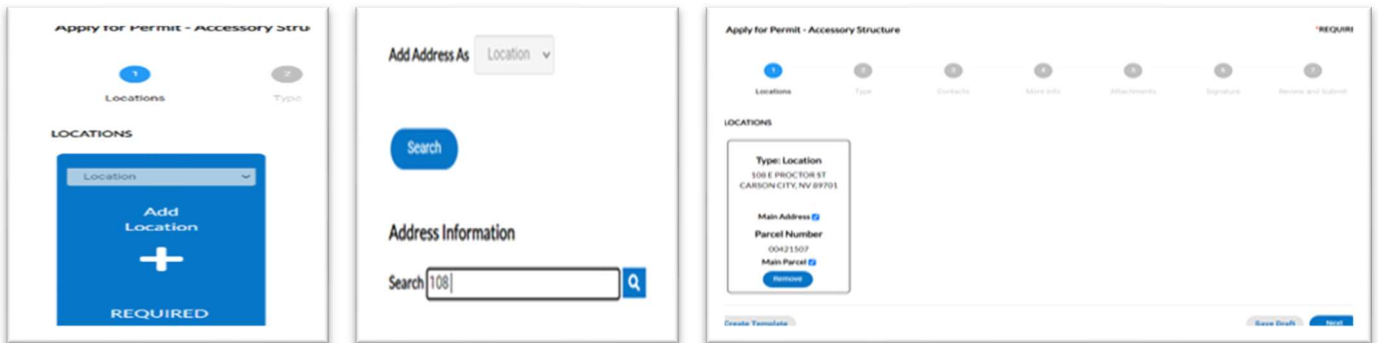 Apply for Permit - Accessory Stru
1
2
Locations
Type
LOCATIONS
Location
Add
Location
REQUIRED
Add Address As Location
Search
Address Information
Search 108
Apply for Permit - Accessory Structure
*REQUIRE
1
2
3
4
5
6
7
Locations
Type
Contacts
More Info
Attachments
Signature
Review and Submit
LOCATIONS
Type: Location
108 E PROCTOR ST
CARSON CITY, NV 89701
Main Address
Parcel Number
00421507
Main Parcel
Remove
Create Template
Save Draft
Next